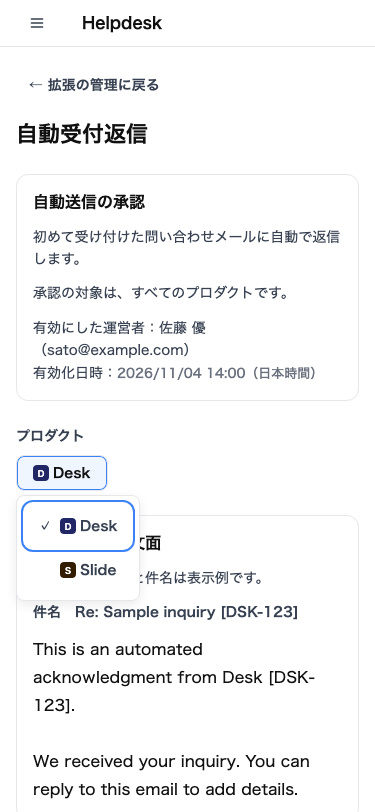 Helpdesk
← 拡張の管理に戻る
自動受付返信
自動送信の承認
初めて受け付けた問い合わせメールに自動で返信
します。
承認の対象は、すべてのプロダクトです。
有効にした運営者：佐藤 優
（sato@example.com）
有効化日時：2026/11/04 14:00（日本時間）
プロダクト
D Desk
✓ D Desk
S Slide
文面
と件名は表示例です。
件名 Re: Sample inquiry [DSK-123]
This is an automated
acknowledgment from Desk [DSK-
123].
We received your inquiry. You can
reply to this email to add details.